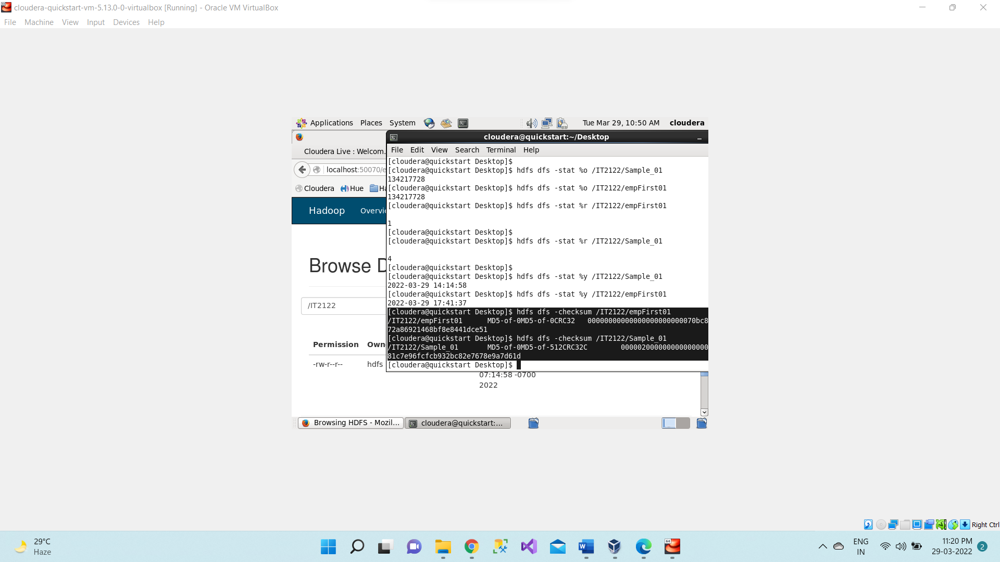 cloudera-quickstart-vm-5.13.0-0-virtualbox [Running] - Oracle VM VirtualBox
File Machine View Input Devices Help
Applications Places System Tue Mar 29, 10:50 AM cloudera
cloudera@quickstart:~/Desktop
Cloudera Live : Welcom.
File Edit View Search Terminal Help
localhost:50070/e
Cloudera Hue Ha
Hadoop Overvie
Browse D
/IT2122
Permission Own
-rw-r--r-- hdfs
[cloudera@quickstart Desktop]$
[cloudera@quickstart Desktop]$ hdfs dfs -stat %o /IT2122/Sample_01
134217728
[cloudera@quickstart Desktop]$ hdfs dfs -stat %o /IT2122/empFirst01
134217728
[cloudera@quickstart Desktop]$ hdfs dfs -stat %r /IT2122/empFirst01
1
[cloudera@quickstart Desktop]$
[cloudera@quickstart Desktop]$ hdfs dfs -stat %r /IT2122/Sample_01
4
[cloudera@quickstart Desktop]$
[cloudera@quickstart Desktop]$ hdfs dfs -stat %y /IT2122/Sample_01
2022-03-29 14:14:58
[cloudera@quickstart Desktop]$ hdfs dfs -stat %y /IT2122/empFirst01
2022-03-29 17:41:37
[cloudera@quickstart Desktop]$ hdfs dfs -checksum /IT2122/empFirst01
/IT2122/empFirst01 MD5-of-0MD5-of-0CRC32 000000000000000000000000070bc8
72a86921468bf8e8441dce51
[cloudera@quickstart Desktop]$ hdfs dfs -checksum /IT2122/Sample_01
/IT2122/Sample_01 MD5-of-0MD5-of-512CRC32C 000002000000000000000
81c7e96fcfcb932bc82e7678e9a7d61d
[cloudera@quickstart Desktop]$
07:14:58 -0700
2022
Browsing HDFS - Mozil... cloudera@quickstart:...
Right Ctrl
29°C
Haze
64
ENG
IN
11:20 PM
29-03-2022
2